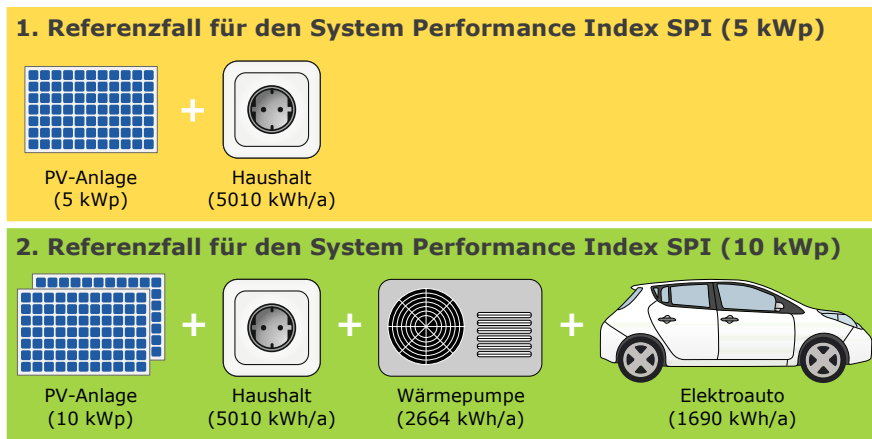 1. Referenzfall für den System Performance Index SPI (5 kWp)
PV-Anlage
(5 kWp)
Haushalt
(5010 kWh/a)
2. Referenzfall für den System Performance Index SPI (10 kWp)
PV-Anlage
(10 kWp)
Haushalt
(5010 kWh/a)
Wärmepumpe
(2664 kWh/a)
Elektroauto
(1690 kWh/a)